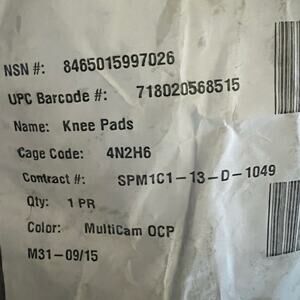 NSN #: 8465015997026
UPC Barcode #: 718020568515
Name: Knee Pads
Cage Code: 4N2H6
Contract #: SPM1C1-13-D-1049
Qty: 1 PR
Color: MultiCam OCP
M31-09/15